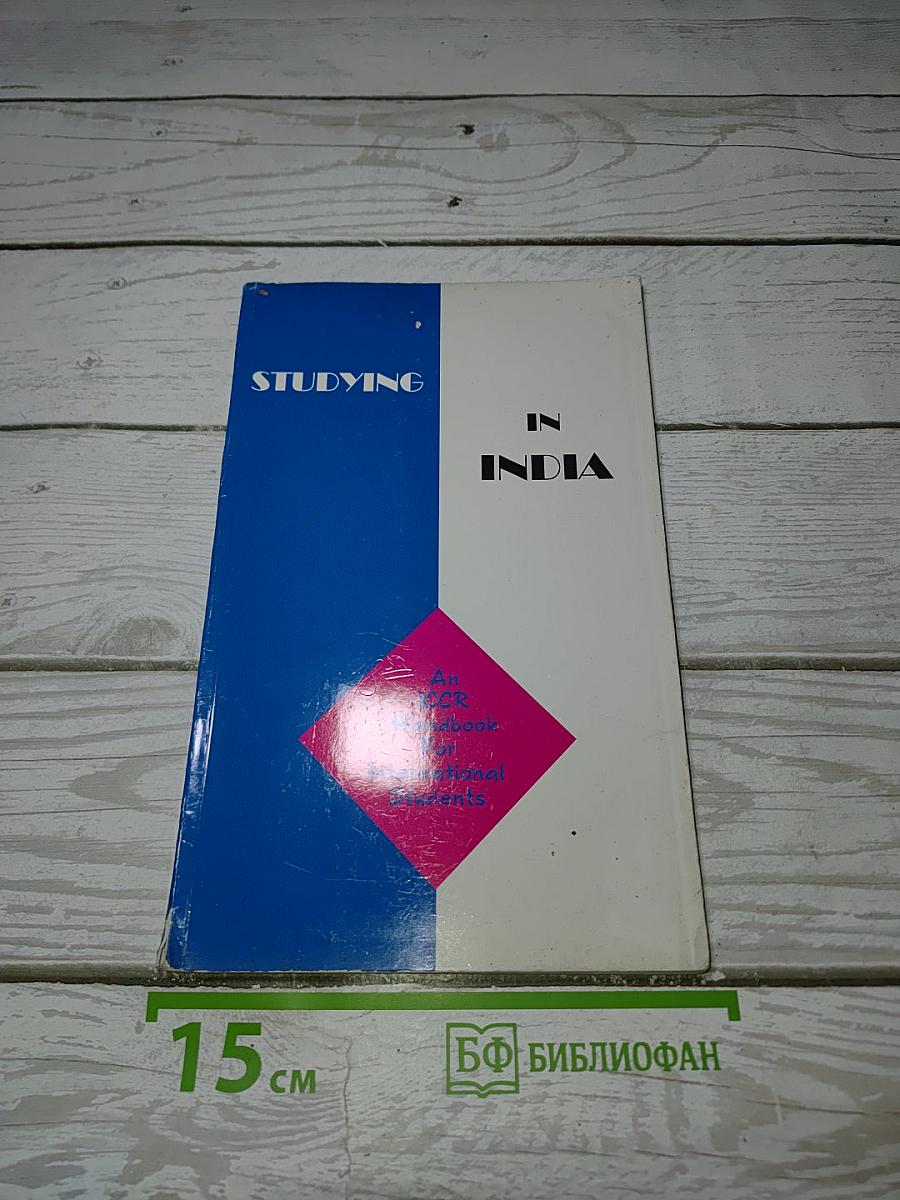 STUDYING
IN
INDIA
An
ICCR
Handbook
For
International
Students
15 см
БФ БИБЛИОФАН